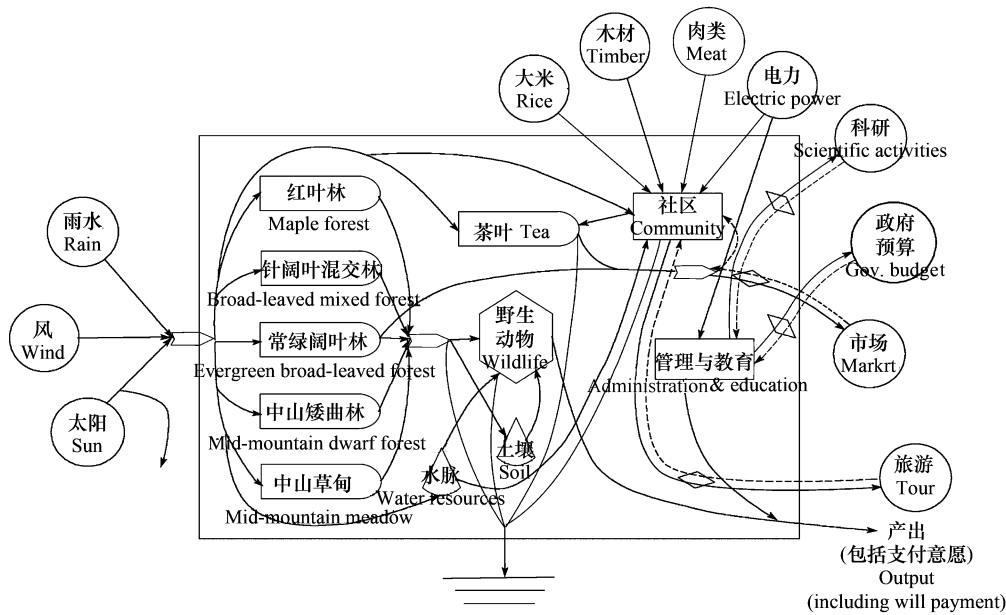 木材
Timber
肉类
Meat
大米
Rice
电力
Electric power
科研
Scientific activities
雨水
Rain
风
Wind
太阳
Sun
红叶林
Maple forest
针阔叶混交林
Broad-leaved mixed forest
常绿阔叶林
Evergreen broad-leaved forest
中山矮曲林
Mid-mountain dwarf forest
中山草甸
Mid-mountain meadow
茶叶 Tea
野生
动物
Wildlife
水脉
Water resources
土壤
Soil
社区
Community
管理与教育
Administration & education
政府
预算
Gov. budget
市场
Markrt
旅游
Tour
产出
(包括支付意愿)
Output
(including will payment)